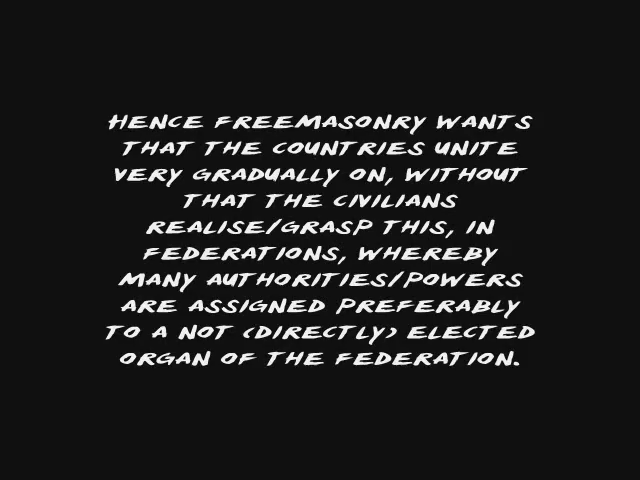 HENCE FREEMASONRY WANTS
THAT THE COUNTRIES UNITE
VERY GRADUALLY ON, WITHOUT
THAT THE CIVILIANS
REALISE/GRASP THIS, IN
FEDERATIONS, WHEREBY
MANY AUTHORITIES/POWERS
ARE ASSIGNED PREFERABLY
TO A NOT (DIRECTLY) ELECTED
ORGAN OF THE FEDERATION.